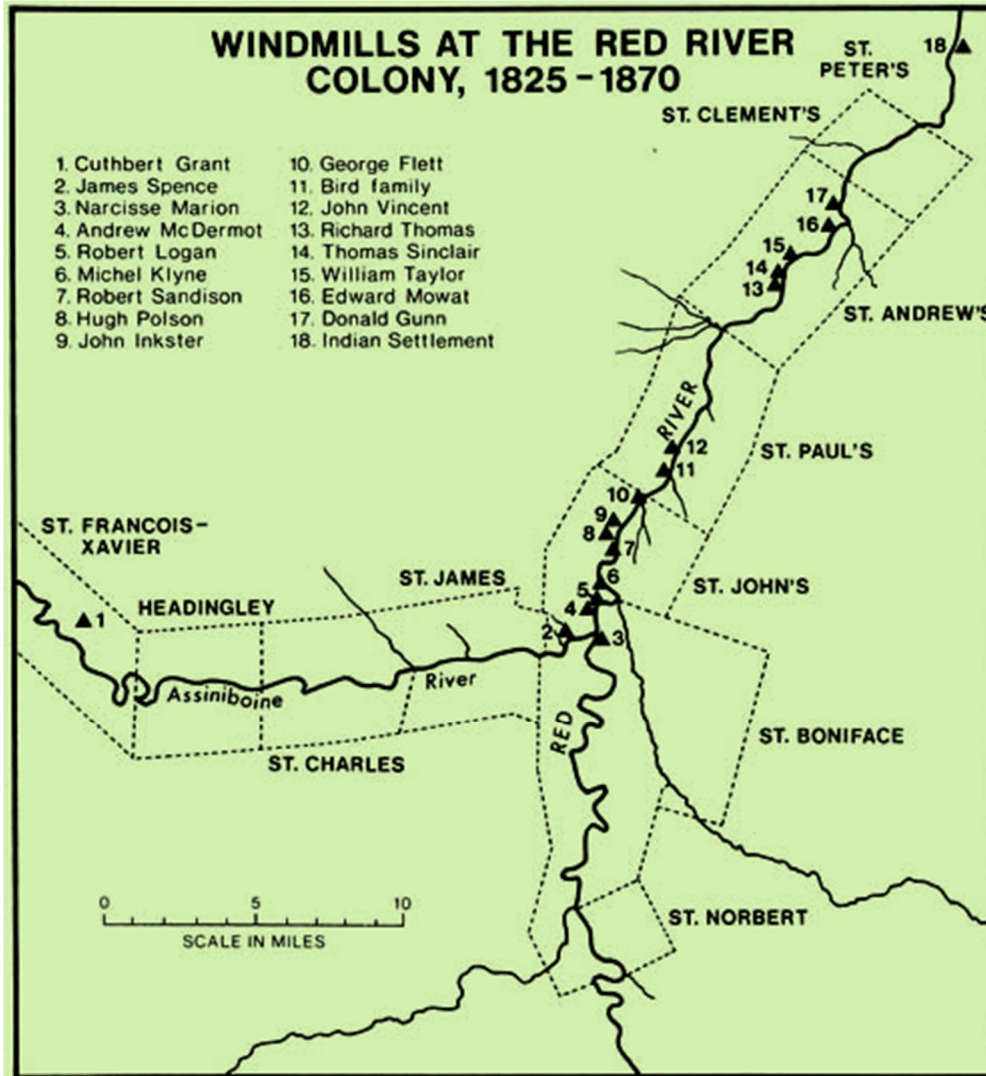 WINDMILLS AT THE RED RIVER
COLONY, 1825-1870
1. Cuthbert Grant
2. James Spence
3. Narcisse Marion
4. Andrew McDermot
5. Robert Logan
6. Michel Klyne
7. Robert Sandison
8. Hugh Polson
9. John Inkster
10. George Flett
11. Bird family
12. John Vincent
13. Richard Thomas
14. Thomas Sinclair
15. William Taylor
16. Edward Mowat
17. Donald Gunn
18. Indian Settlement
ST.
PETER'S
18
ST. CLEMENT'S
17
16
15
14
13
ST. ANDREW'S
RIVER
12
11
ST. PAUL'S
10
9
8
7
ST. FRANCOIS-
XAVIER
ST. JAMES
6
5
4
ST. JOHN'S
HEADINGLEY
1
2
3
Assiniboine
River
RED
ST. BONIFACE
ST. CHARLES
0 5 10
SCALE IN MILES
ST. NORBERT